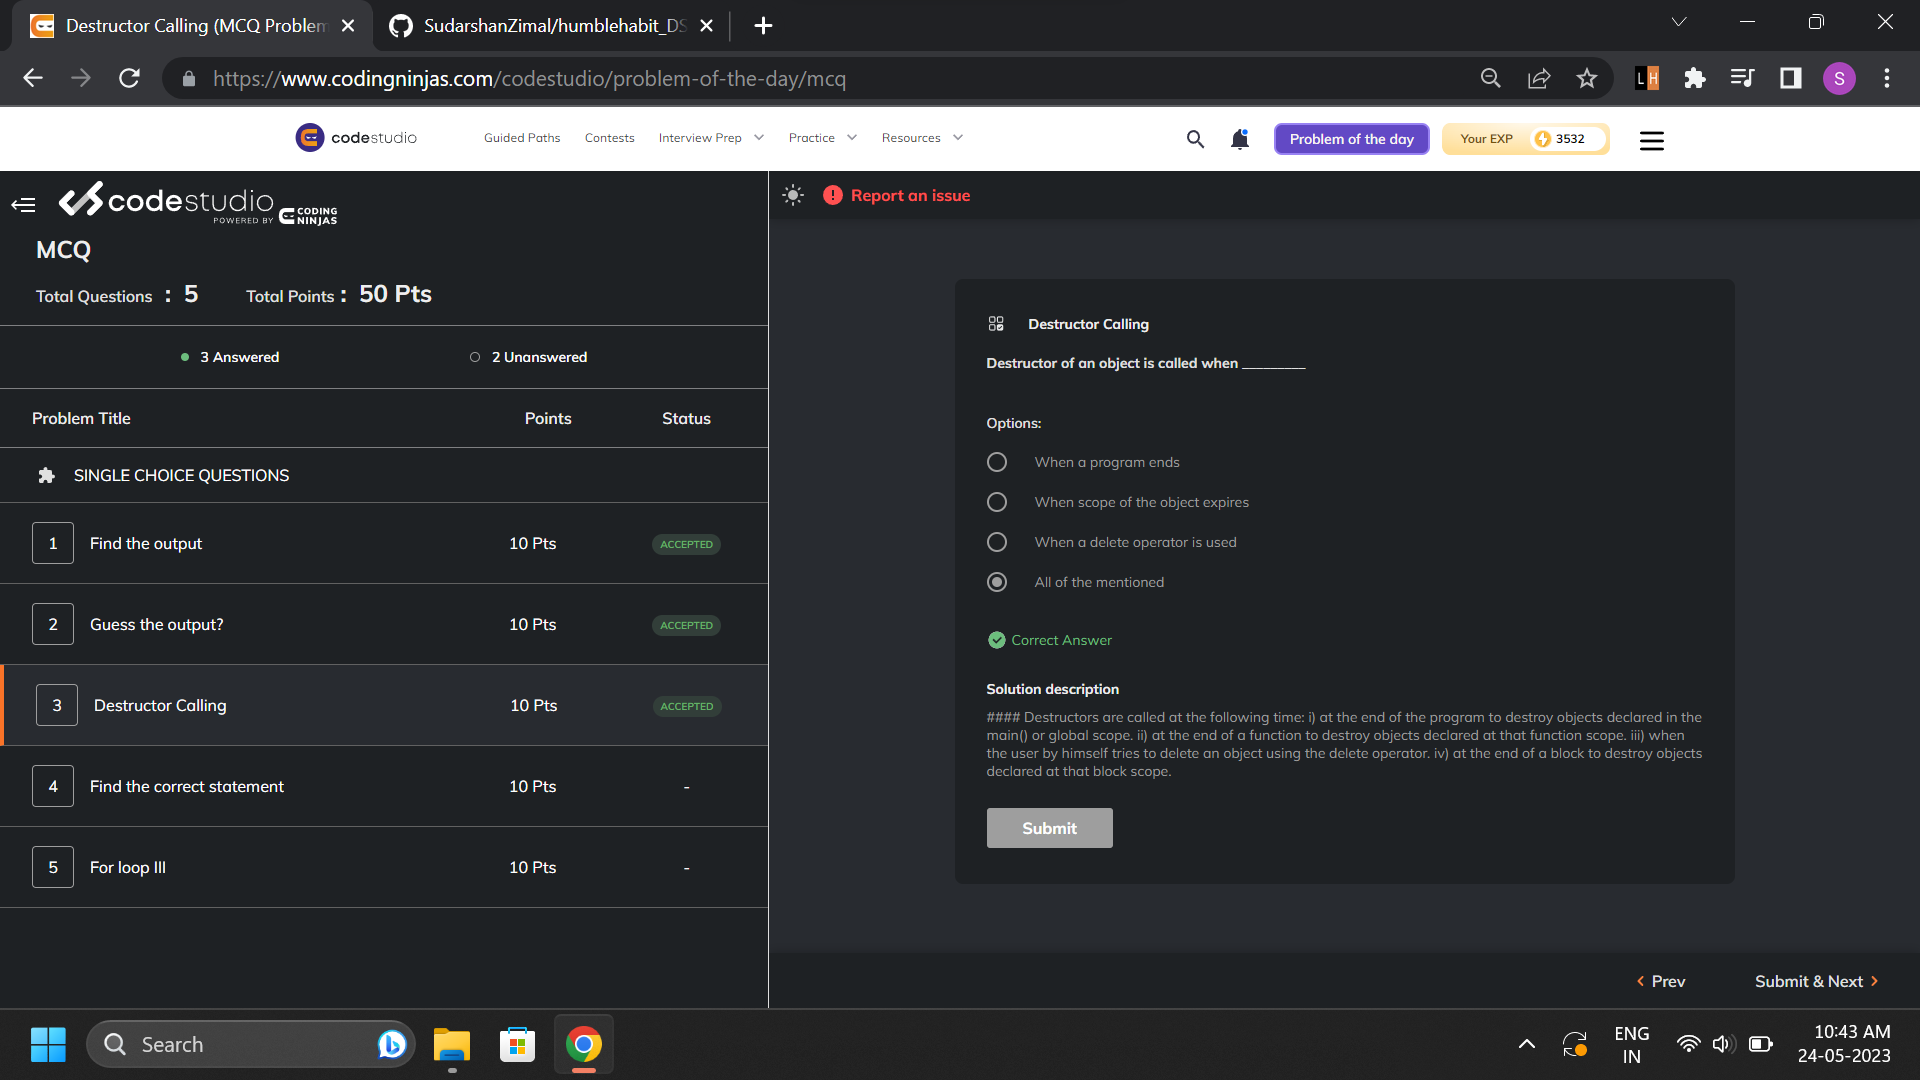 Destructor Calling (MCQ Problem
SudarshanZimal/humblehabit_DS
https://www.codingninjas.com/codestudio/problem-of-the-day/mcq
L H
S
codestudio
Guided Paths
Contests
Interview Prep
Practice
Resources
Problem of the day
Your EXP
3532
codestudio
POWERED BY CODING NINJAS
Report an issue
MCQ
Total Questions : 5
Total Points : 50 Pts
3 Answered
2 Unanswered
Problem Title
Points
Status
SINGLE CHOICE QUESTIONS
1 Find the output 10 Pts ACCEPTED
2 Guess the output? 10 Pts ACCEPTED
3 Destructor Calling 10 Pts ACCEPTED
4 Find the correct statement 10 Pts -
5 For loop III 10 Pts -
Destructor Calling
Destructor of an object is called when _________
Options:
When a program ends
When scope of the object expires
When a delete operator is used
All of the mentioned
Correct Answer
Solution description
#### Destructors are called at the following time: i) at the end of the program to destroy objects declared in the
main() or global scope. ii) at the end of a function to destroy objects declared at that function scope. iii) when
the user by himself tries to delete an object using the delete operator. iv) at the end of a block to destroy objects
declared at that block scope.
Submit
Prev
Submit & Next
Search
ENG
IN
10:43 AM
24-05-2023